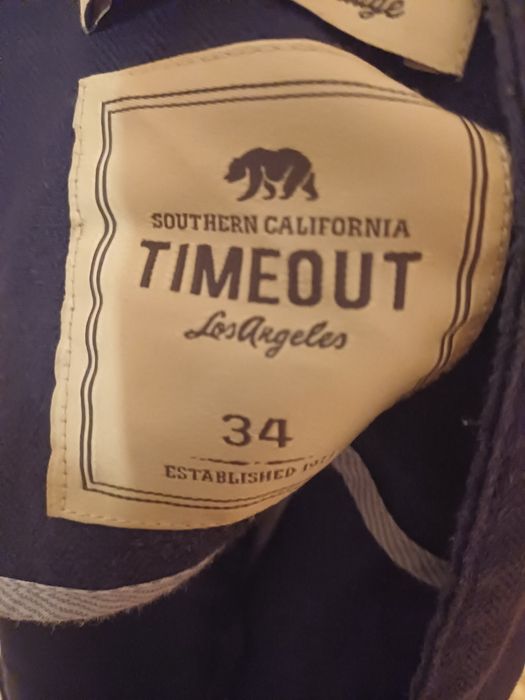 SOUTHERN CALIFORNIA
TIMEOUT
Los Angeles
34
ESTABLISHED